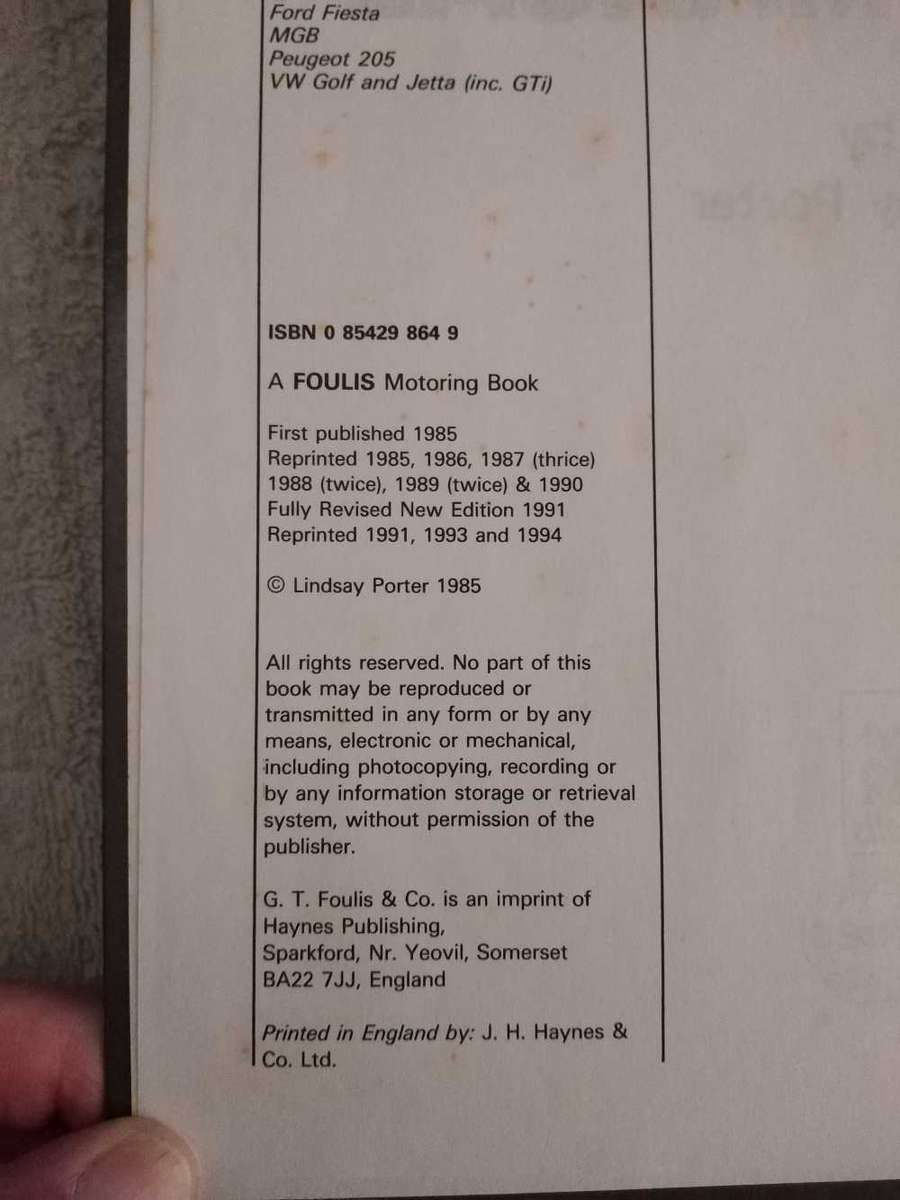 Ford Fiesta
MGB
Peugeot 205
VW Golf and Jetta (inc. GTi)
ISBN 0 85429 864 9
A FOULIS Motoring Book
First published 1985
Reprinted 1985, 1986, 1987 (thrice)
1988 (twice), 1989 (twice) & 1990
Fully Revised New Edition 1991
Reprinted 1991, 1993 and 1994
© Lindsay Porter 1985
All rights reserved. No part of this
book may be reproduced or
transmitted in any form or by any
means, electronic or mechanical,
including photocopying, recording or
by any information storage or retrieval
system, without permission of the
publisher.
G. T. Foulis & Co. is an imprint of
Haynes Publishing,
Sparkford, Nr. Yeovil, Somerset
BA22 7JJ, England
Printed in England by: J. H. Haynes &
Co. Ltd.